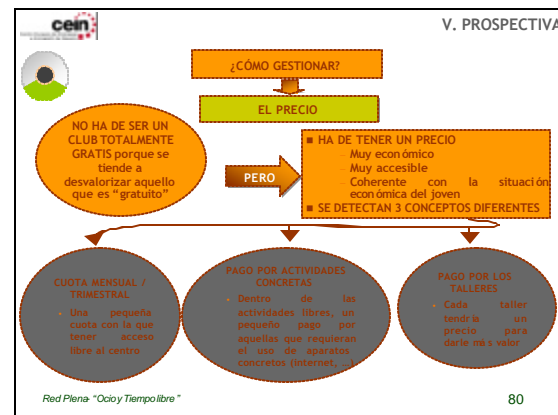 cein
V. PROSPECTIVA
¿CÓMO GESTIONAR?
EL PRECIO
NO HA DE SER UN
CLUB TOTALMENTE
GRATIS porque se
tiende a
desvalorizar aquello
que es “gratuito”
PERO
■ HA DE TENER UN PRECIO
– Muy económico
– Muy accesible
– Coherente con la situación
económica del joven
■ SE DETECTAN 3 CONCEPTOS DIFERENTES
CUOTA MENSUAL /
TRIMESTRAL
• Una pequeña
cuota con la que
tener acceso
libre al centro
PAGO POR ACTIVIDADES
CONCRETAS
• Dentro de las
actividades libres, un
pequeño pago por
aquellas que requieran
el uso de aparatos
concretos (internet, …)
PAGO POR LOS
TALLERES
• Cada taller
tendría un
precio para
darle más valor
Red Plena- “Ocio y Tiempo libre”
80